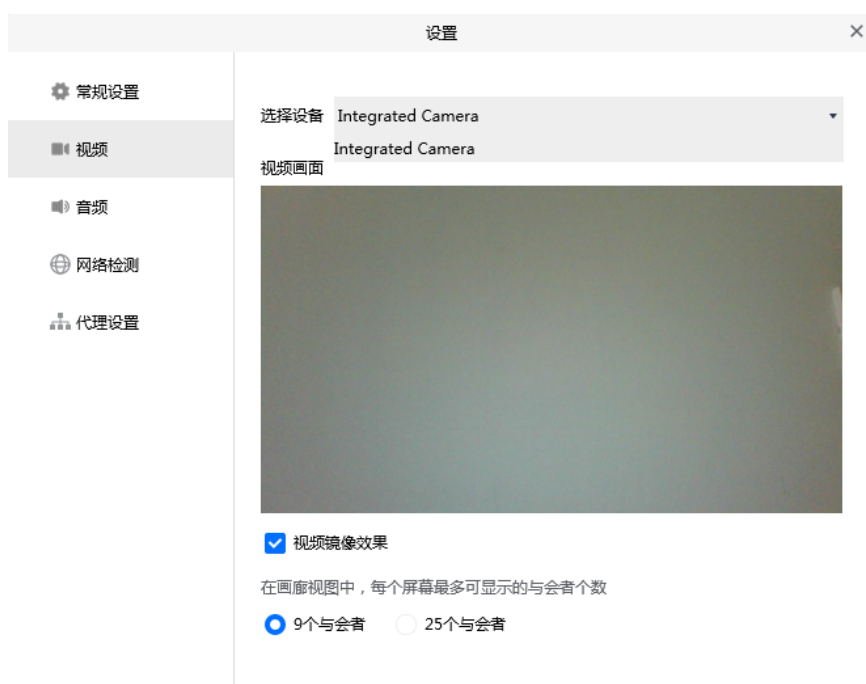 设置
常规设置
视频
音频
网络检测
代理设置
选择设备 Integrated Camera
Integrated Camera
视频画面
视频镜像效果
在画廊视图中，每个屏幕最多可显示的与会者个数
9个与会者 25个与会者